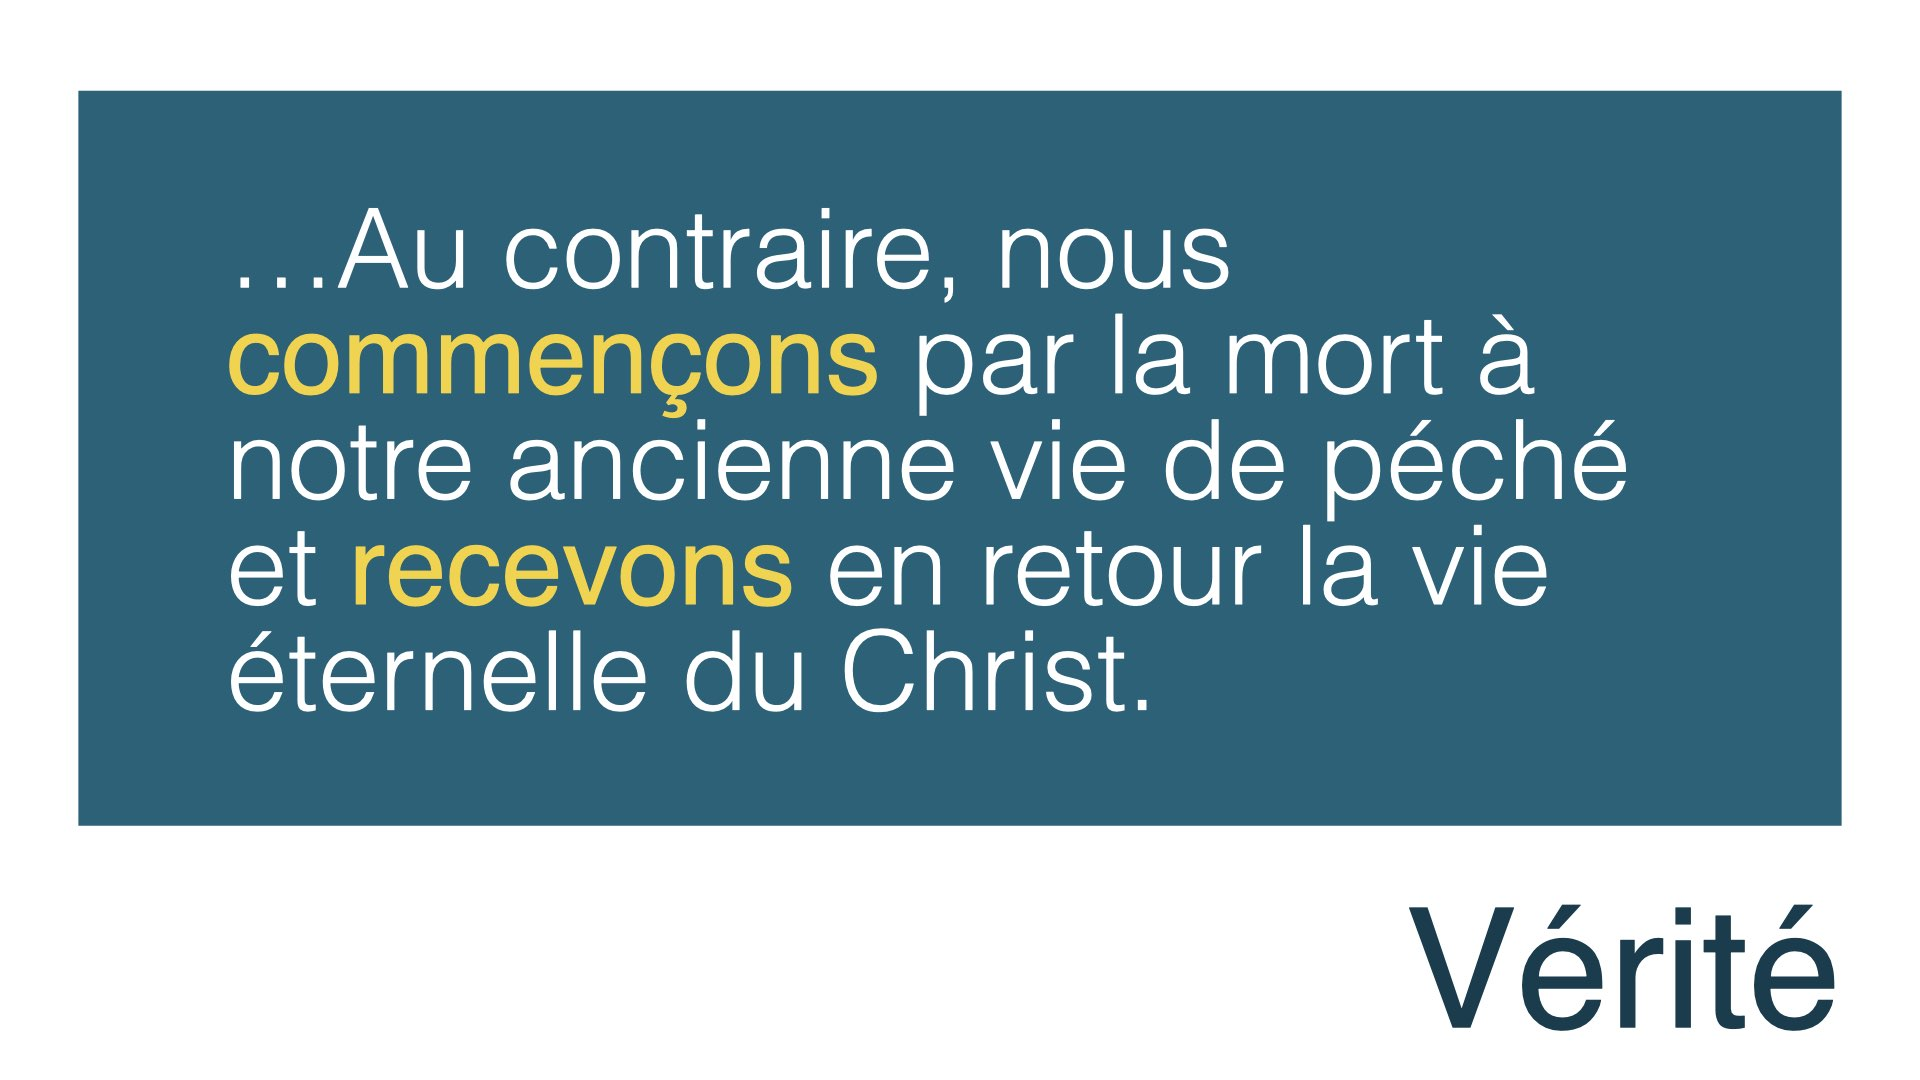 …Au contraire, nous
commençons par la mort à
notre ancienne vie de péché
et recevons en retour la vie
éternelle du Christ.
Vérité